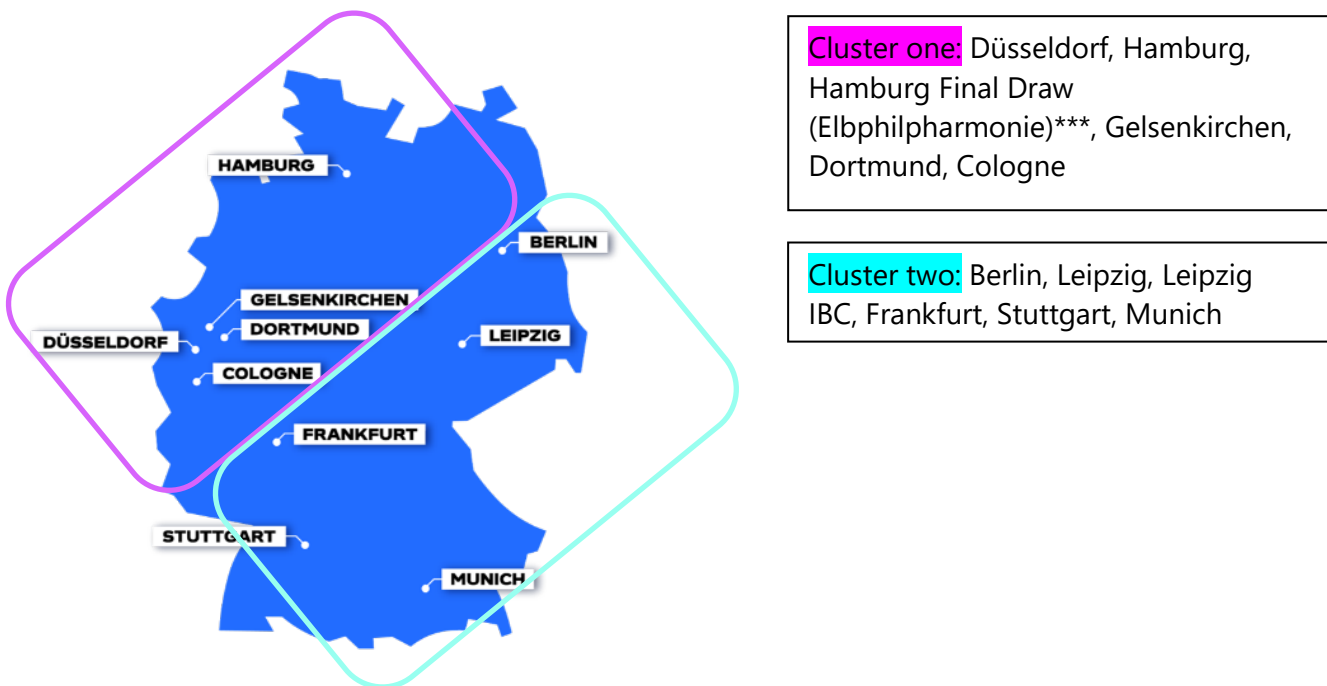 HAMBURG
BERLIN
GELSENKIRCHEN
DORTMUND
DÜSSELDORF
LEIPZIG
COLOGNE
FRANKFURT
STUTTGART
MUNICH
Cluster one: Düsseldorf, Hamburg,
Hamburg Final Draw
(Elbphilpharmonie)***, Gelsenkirchen,
Dortmund, Cologne
Cluster two: Berlin, Leipzig, Leipzig
IBC, Frankfurt, Stuttgart, Munich